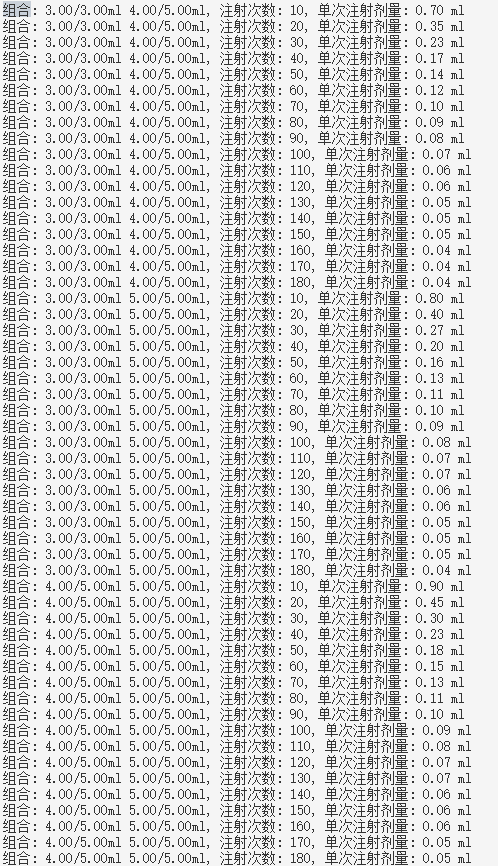 组合: 3.00/3.00ml 4.00/5.00ml, 注射次数: 10, 单次注射剂量: 0.70 ml
组合: 3.00/3.00ml 4.00/5.00ml, 注射次数: 20, 单次注射剂量: 0.35 ml
组合: 3.00/3.00ml 4.00/5.00ml, 注射次数: 30, 单次注射剂量: 0.23 ml
组合: 3.00/3.00ml 4.00/5.00ml, 注射次数: 40, 单次注射剂量: 0.17 ml
组合: 3.00/3.00ml 4.00/5.00ml, 注射次数: 50, 单次注射剂量: 0.14 ml
组合: 3.00/3.00ml 4.00/5.00ml, 注射次数: 60, 单次注射剂量: 0.12 ml
组合: 3.00/3.00ml 4.00/5.00ml, 注射次数: 70, 单次注射剂量: 0.10 ml
组合: 3.00/3.00ml 4.00/5.00ml, 注射次数: 80, 单次注射剂量: 0.09 ml
组合: 3.00/3.00ml 4.00/5.00ml, 注射次数: 90, 单次注射剂量: 0.08 ml
组合: 3.00/3.00ml 4.00/5.00ml, 注射次数: 100, 单次注射剂量: 0.07 ml
组合: 3.00/3.00ml 4.00/5.00ml, 注射次数: 110, 单次注射剂量: 0.06 ml
组合: 3.00/3.00ml 4.00/5.00ml, 注射次数: 120, 单次注射剂量: 0.06 ml
组合: 3.00/3.00ml 4.00/5.00ml, 注射次数: 130, 单次注射剂量: 0.05 ml
组合: 3.00/3.00ml 4.00/5.00ml, 注射次数: 140, 单次注射剂量: 0.05 ml
组合: 3.00/3.00ml 4.00/5.00ml, 注射次数: 150, 单次注射剂量: 0.05 ml
组合: 3.00/3.00ml 4.00/5.00ml, 注射次数: 160, 单次注射剂量: 0.04 ml
组合: 3.00/3.00ml 4.00/5.00ml, 注射次数: 170, 单次注射剂量: 0.04 ml
组合: 3.00/3.00ml 4.00/5.00ml, 注射次数: 180, 单次注射剂量: 0.04 ml
组合: 3.00/3.00ml 5.00/5.00ml, 注射次数: 10, 单次注射剂量: 0.80 ml
组合: 3.00/3.00ml 5.00/5.00ml, 注射次数: 20, 单次注射剂量: 0.40 ml
组合: 3.00/3.00ml 5.00/5.00ml, 注射次数: 30, 单次注射剂量: 0.27 ml
组合: 3.00/3.00ml 5.00/5.00ml, 注射次数: 40, 单次注射剂量: 0.20 ml
组合: 3.00/3.00ml 5.00/5.00ml, 注射次数: 50, 单次注射剂量: 0.16 ml
组合: 3.00/3.00ml 5.00/5.00ml, 注射次数: 60, 单次注射剂量: 0.13 ml
组合: 3.00/3.00ml 5.00/5.00ml, 注射次数: 70, 单次注射剂量: 0.11 ml
组合: 3.00/3.00ml 5.00/5.00ml, 注射次数: 80, 单次注射剂量: 0.10 ml
组合: 3.00/3.00ml 5.00/5.00ml, 注射次数: 90, 单次注射剂量: 0.09 ml
组合: 3.00/3.00ml 5.00/5.00ml, 注射次数: 100, 单次注射剂量: 0.08 ml
组合: 3.00/3.00ml 5.00/5.00ml, 注射次数: 110, 单次注射剂量: 0.07 ml
组合: 3.00/3.00ml 5.00/5.00ml, 注射次数: 120, 单次注射剂量: 0.07 ml
组合: 3.00/3.00ml 5.00/5.00ml, 注射次数: 130, 单次注射剂量: 0.06 ml
组合: 3.00/3.00ml 5.00/5.00ml, 注射次数: 140, 单次注射剂量: 0.06 ml
组合: 3.00/3.00ml 5.00/5.00ml, 注射次数: 150, 单次注射剂量: 0.05 ml
组合: 3.00/3.00ml 5.00/5.00ml, 注射次数: 160, 单次注射剂量: 0.05 ml
组合: 3.00/3.00ml 5.00/5.00ml, 注射次数: 170, 单次注射剂量: 0.05 ml
组合: 3.00/3.00ml 5.00/5.00ml, 注射次数: 180, 单次注射剂量: 0.04 ml
组合: 4.00/5.00ml 5.00/5.00ml, 注射次数: 10, 单次注射剂量: 0.90 ml
组合: 4.00/5.00ml 5.00/5.00ml, 注射次数: 20, 单次注射剂量: 0.45 ml
组合: 4.00/5.00ml 5.00/5.00ml, 注射次数: 30, 单次注射剂量: 0.30 ml
组合: 4.00/5.00ml 5.00/5.00ml, 注射次数: 40, 单次注射剂量: 0.23 ml
组合: 4.00/5.00ml 5.00/5.00ml, 注射次数: 50, 单次注射剂量: 0.18 ml
组合: 4.00/5.00ml 5.00/5.00ml, 注射次数: 60, 单次注射剂量: 0.15 ml
组合: 4.00/5.00ml 5.00/5.00ml, 注射次数: 70, 单次注射剂量: 0.13 ml
组合: 4.00/5.00ml 5.00/5.00ml, 注射次数: 80, 单次注射剂量: 0.11 ml
组合: 4.00/5.00ml 5.00/5.00ml, 注射次数: 90, 单次注射剂量: 0.10 ml
组合: 4.00/5.00ml 5.00/5.00ml, 注射次数: 100, 单次注射剂量: 0.09 ml
组合: 4.00/5.00ml 5.00/5.00ml, 注射次数: 110, 单次注射剂量: 0.08 ml
组合: 4.00/5.00ml 5.00/5.00ml, 注射次数: 120, 单次注射剂量: 0.07 ml
组合: 4.00/5.00ml 5.00/5.00ml, 注射次数: 130, 单次注射剂量: 0.07 ml
组合: 4.00/5.00ml 5.00/5.00ml, 注射次数: 140, 单次注射剂量: 0.06 ml
组合: 4.00/5.00ml 5.00/5.00ml, 注射次数: 150, 单次注射剂量: 0.06 ml
组合: 4.00/5.00ml 5.00/5.00ml, 注射次数: 160, 单次注射剂量: 0.06 ml
组合: 4.00/5.00ml 5.00/5.00ml, 注射次数: 170, 单次注射剂量: 0.05 ml
组合: 4.00/5.00ml 5.00/5.00ml, 注射次数: 180, 单次注射剂量: 0.05 ml